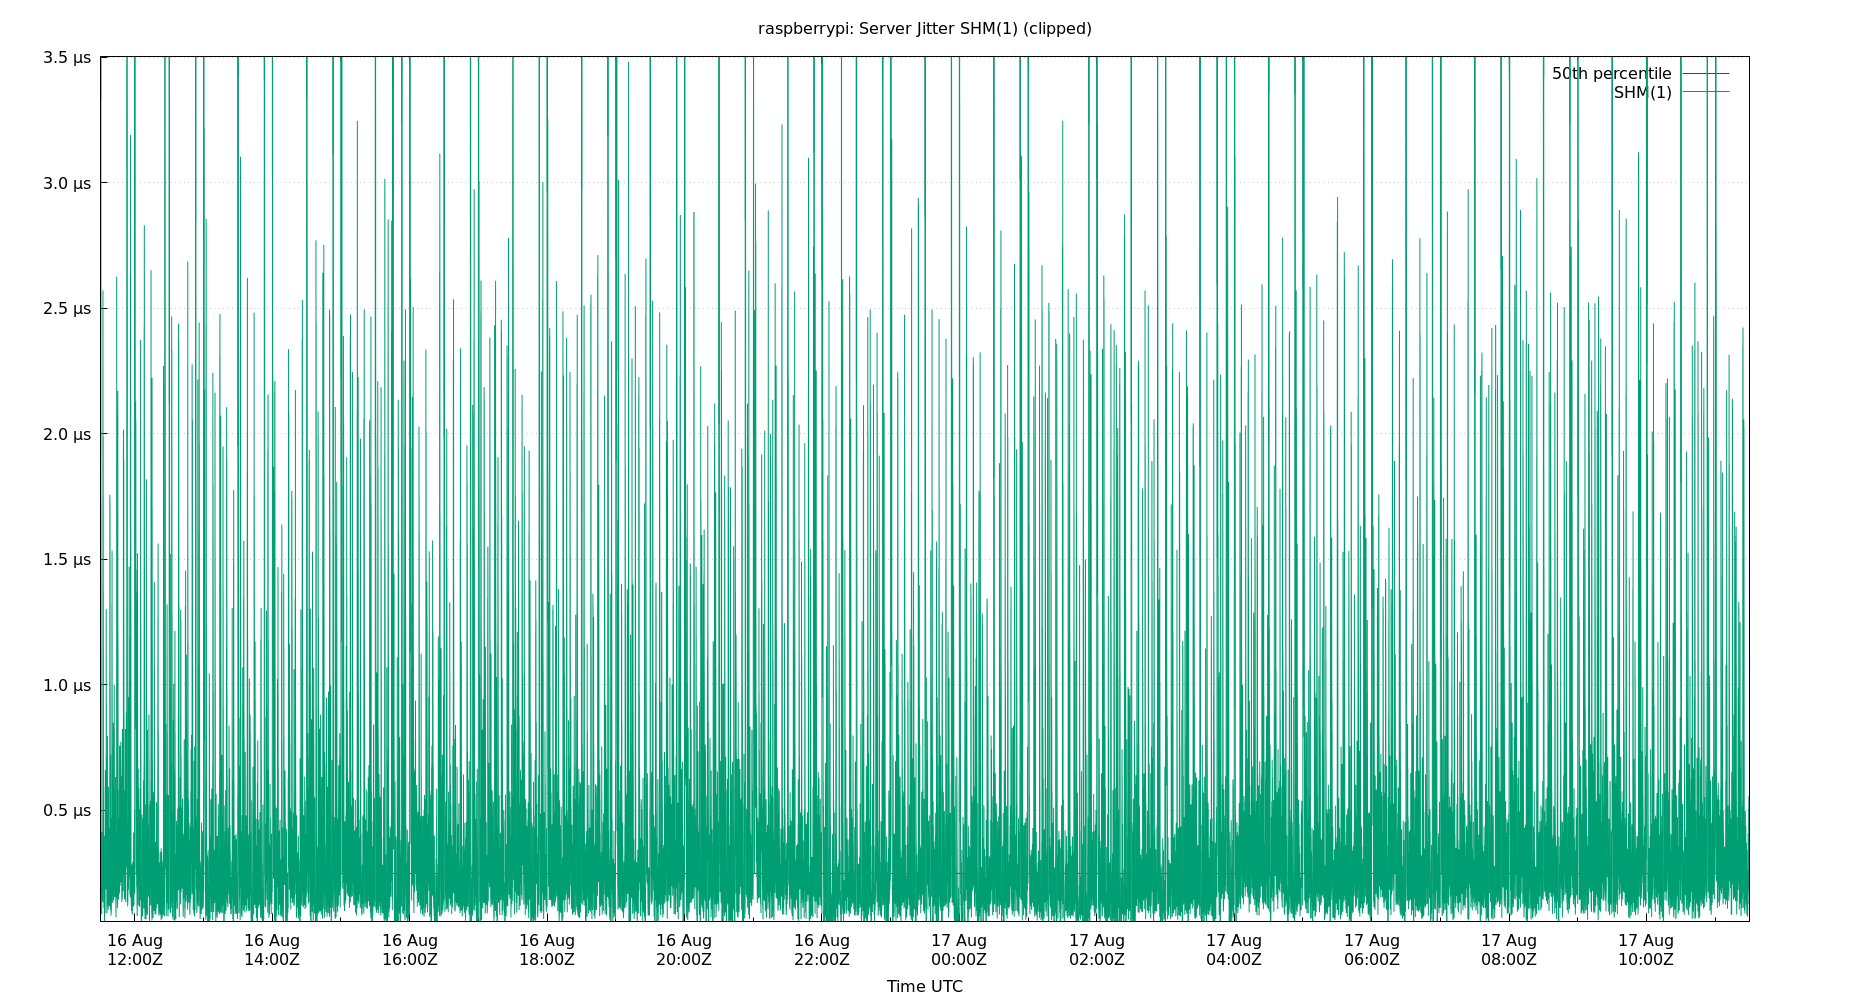 raspberrypi: Server Jitter SHM(1) (clipped)
3.5 µs
50th percentile
SHM(1)
3.0 µs
2.5 µs
2.0 µs
1.5 µs
1.0 µs
0.5 µs
16 Aug 16 Aug 16 Aug 16 Aug 16 Aug 16 Aug 17 Aug 17 Aug 17 Aug 17 Aug 17 Aug 17 Aug
12:00Z 14:00Z 16:00Z 18:00Z 20:00Z 22:00Z 00:00Z 02:00Z 04:00Z 06:00Z 08:00Z 10:00Z
Time UTC